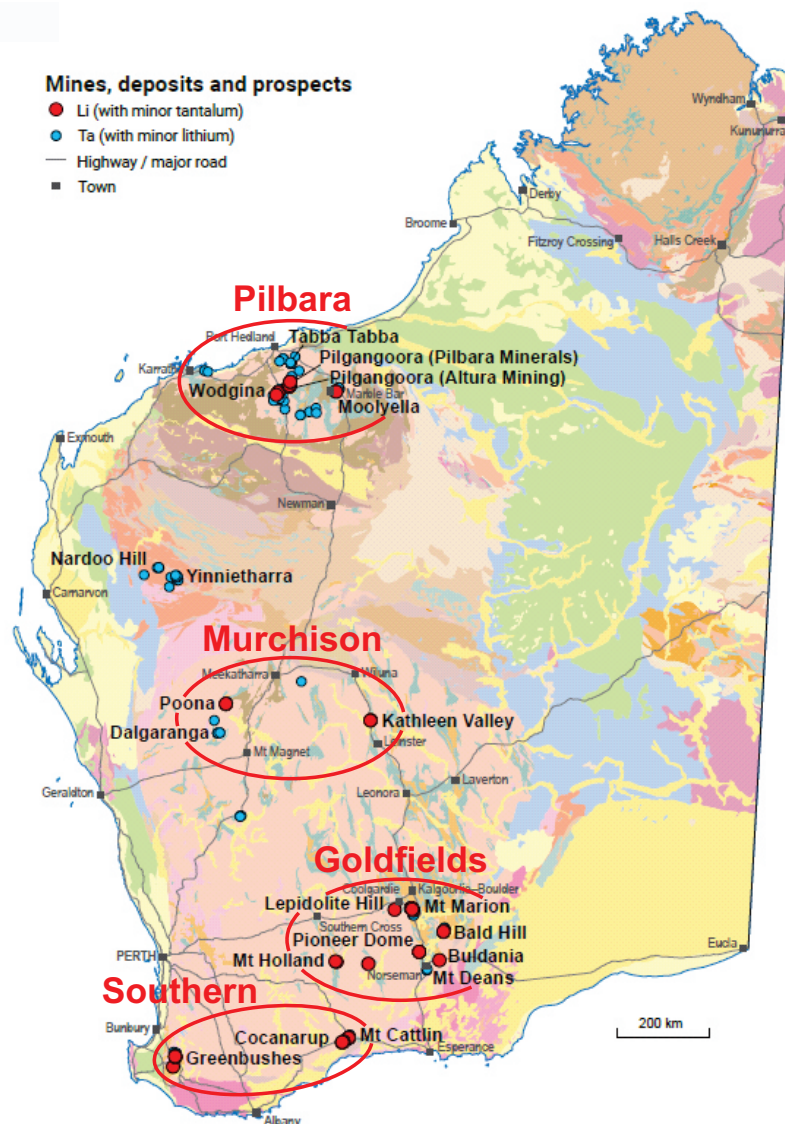 Mines, deposits and prospects
Li (with minor tantalum)
Ta (with minor lithium)
Highway / major road
Town
Wyndham
Kununurra
Derby
Broome
Fitzroy Crossing
Halls Creek
Pilbara
Port Hedland
Tabba Tabba
Pilgangoora (Pilbara Minerals)
Karratha
Pilgangoora (Altura Mining)
Wodgina
Marble Bar
Moolyella
Exmouth
Newman
Nardoo Hill
Yinnietharra
Carnarvon
Murchison
Meekatharra
Wiluna
Poona
Kathleen Valley
Dalgaranga
Leinster
Mt Magnet
Laverton
Geraldton
Leonora
Goldfields
Coolgardie
Kalgoorlie–Boulder
Lepidolite Hill
Mt Marion
Southern Cross
Bald Hill
Pioneer Dome
Eucla
PERTH
Mt Holland
Buldania
Norseman
Mt Deans
Southern
Bunbury
Cocanarup
Mt Cattlin
200 km
Greenbushes
Esperance
Albany